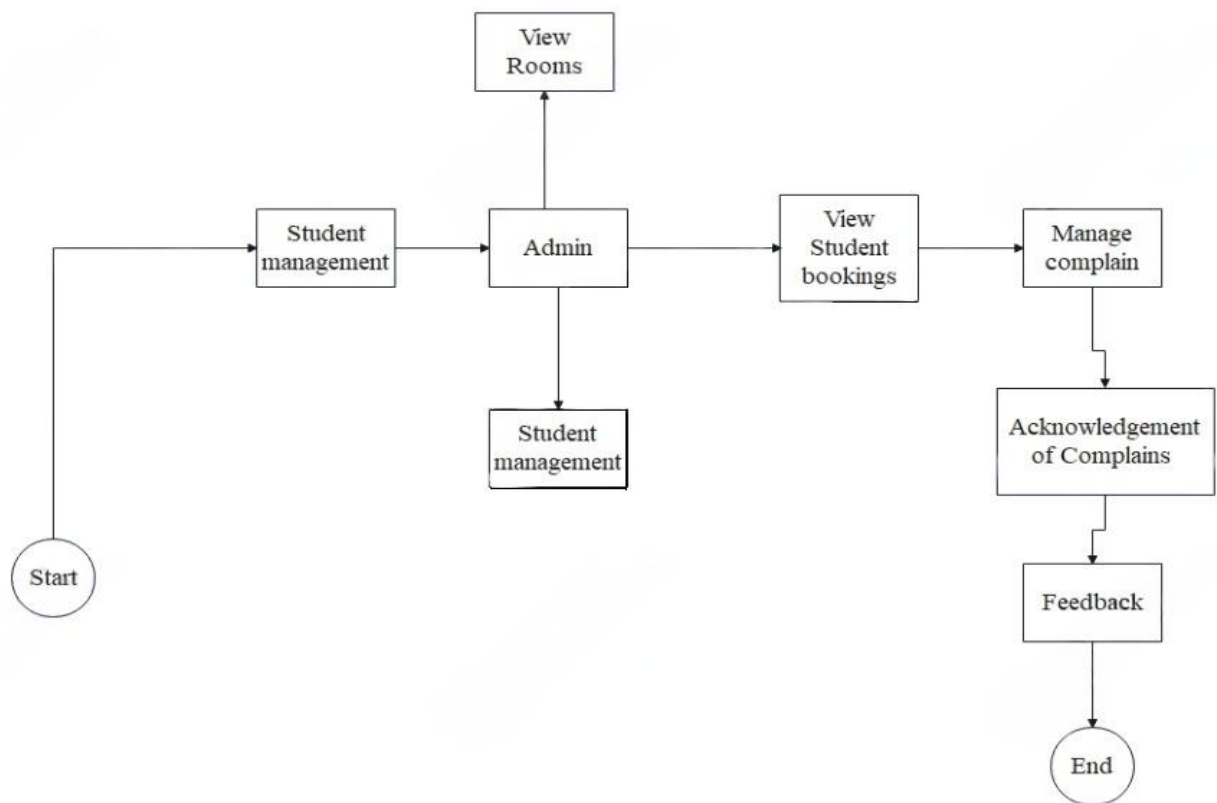 View
Rooms
Student
management
Admin
View
Student
bookings
Manage
complain
Student
management
Acknowledgement
of Complains
Start
Feedback
End